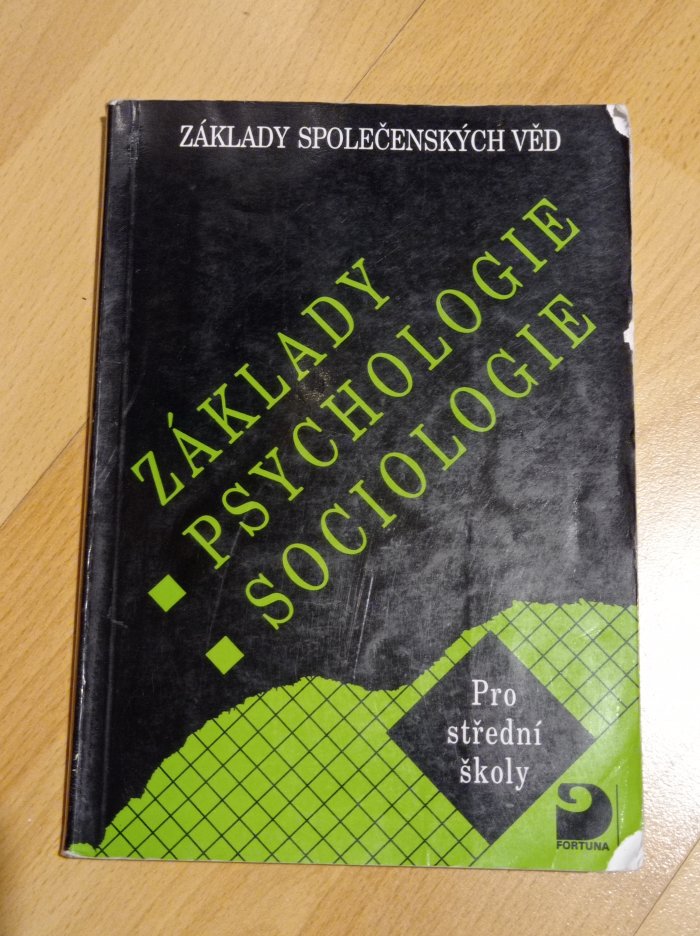 ZÁKLADY SPOLEČENSKÝCH VĚD
ZÁKLADY
PSYCHOLOGIE
SOCIOLOGIE
Pro
střední
školy
FORTUNA